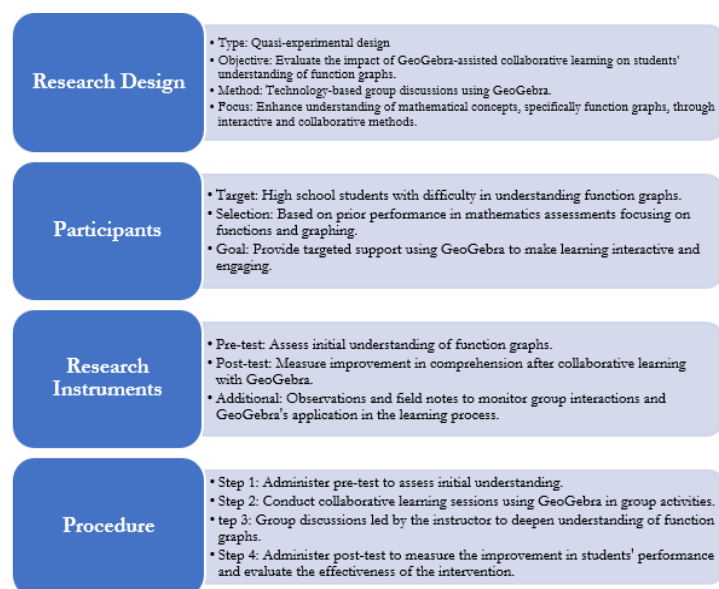 Research Design
• Type: Quasi-experimental design
• Objective: Evaluate the impact of GeoGebra-assisted collaborative learning on students'
understanding of function graphs.
• Method: Technology-based group discussions using GeoGebra.
• Focus: Enhance understanding of mathematical concepts, specifically function graphs, through
interactive and collaborative methods.
Participants
• Target: High school students with difficulty in understanding function graphs.
• Selection: Based on prior performance in mathematics assessments focusing on
functions and graphing.
• Goal: Provide targeted support using GeoGebra to make learning interactive and
engaging.
Research
Instruments
• Pre-test: Assess initial understanding of function graphs.
• Post-test: Measure improvement in comprehension after collaborative learning
with GeoGebra.
• Additional: Observations and field notes to monitor group interactions and
GeoGebra's application in the learning process.
Procedure
• Step 1: Administer pre-test to assess initial understanding.
• Step 2: Conduct collaborative learning sessions using GeoGebra in group activities.
• tep 3: Group discussions led by the instructor to deepen understanding of function
graphs.
• Step 4: Administer post-test to measure the improvement in students' performance
and evaluate the effectiveness of the intervention.